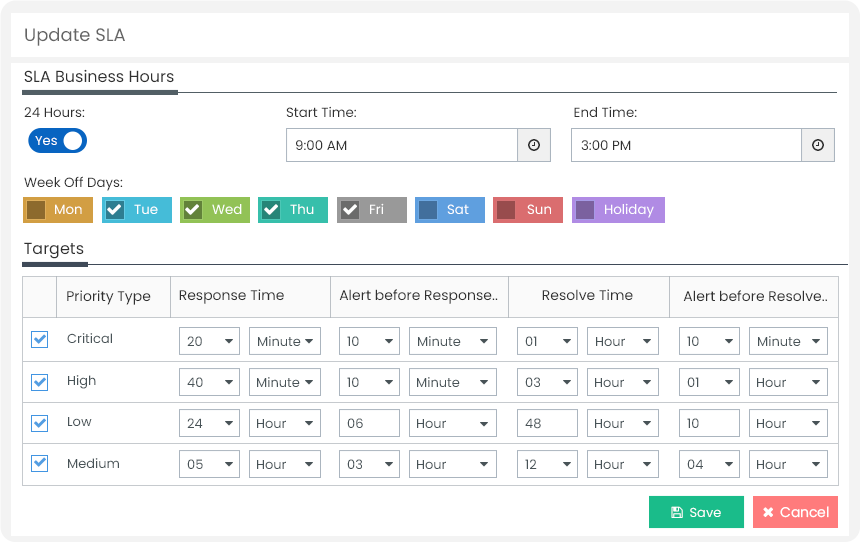 Update SLA
SLA Business Hours
24 Hours: Start Time: End Time:
Yes 9:00 AM 3:00 PM
Week Off Days:
Mon Tue Wed Thu Fri Sat Sun Holiday
Targets
Priority Type Response Time Alert before Response.. Resolve Time Alert before Resolve..
Critical 20 Minute 10 Minute 01 Hour 10 Minute
High 40 Minute 10 Minute 03 Hour 01 Hour
Low 24 Hour 06 Hour 48 Hour 10 Hour
Medium 05 Hour 03 Hour 12 Hour 04 Hour
Save Cancel